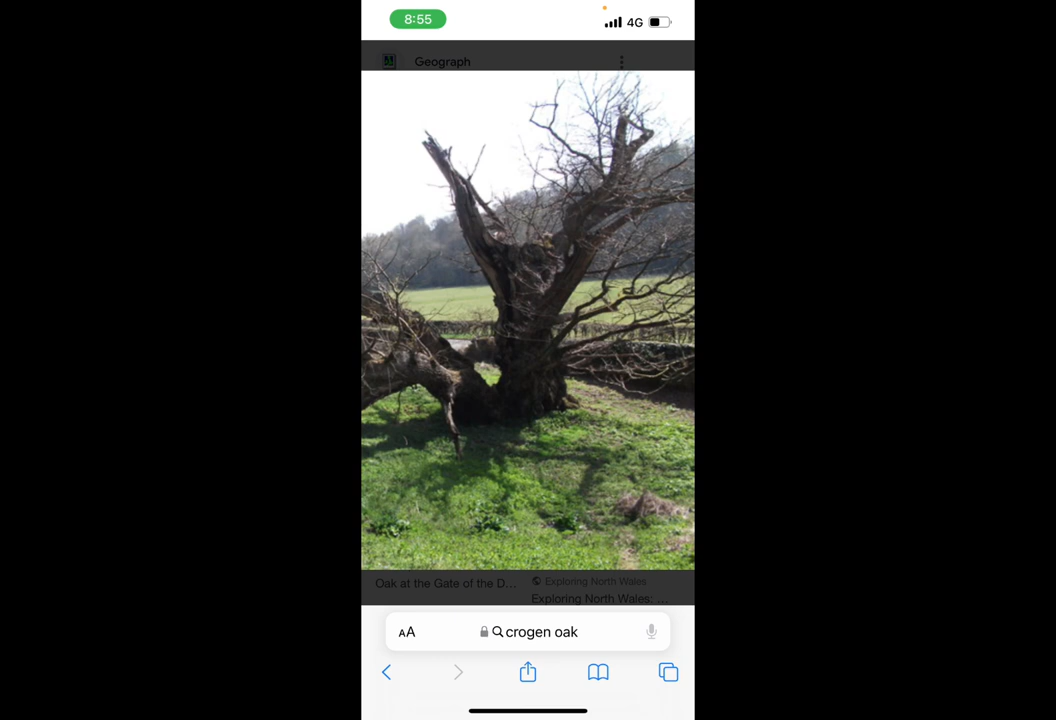 8:55
4G
Geograph
Oak at the Gate of the D...
Exploring North Wales
Exploring North Wales: ...
AA
crogen oak